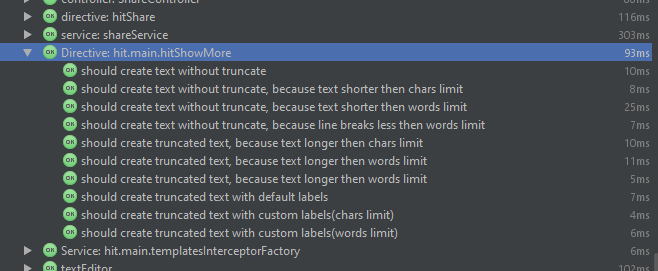 controller: ShareController
directive: hitShare 116ms
service: shareService 303ms
OK Directive: hit.main.hitShowMore 93ms
OK should create text without truncate 10ms
OK should create text without truncate, because text shorter then chars limit 8ms
OK should create text without truncate, because text shorter then words limit 25ms
OK should create text without truncate, because line breaks less then words limit 7ms
OK should create truncated text, because text longer then chars limit 10ms
OK should create truncated text, because text longer then words limit 11ms
OK should create truncated text, because text longer then words limit 5ms
OK should create truncated text with default labels 7ms
OK should create truncated text with custom labels(chars limit) 4ms
OK should create truncated text with custom labels(words limit) 6ms
OK Service: hit.main.templatesInterceptorFactory 6ms
textEditor 102ms